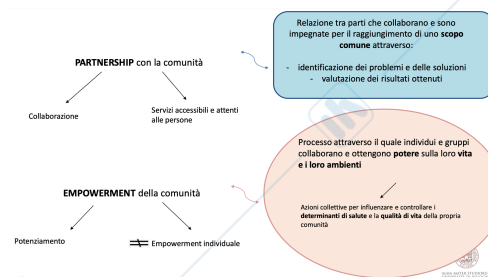 Relazione tra parti che collaborano e sono
impegnate per il raggiungimento di uno scopo
comune attraverso:
- identificazione dei problemi e delle soluzioni
- valutazione dei risultati ottenuti
PARTNERSHIP con la comunità
Collaborazione
Servizi accessibili e attenti
alle persone
Processo attraverso il quale individui e gruppi
collaborano e ottengono potere sulla loro vita
e i loro ambienti
EMPOWERMENT della comunità
Azioni collettive per influenzare e controllare i
determinanti di salute e la qualità di vita della propria
comunità
Potenziamento
Empowerment individuale
ALMA MATER STUDIORUM